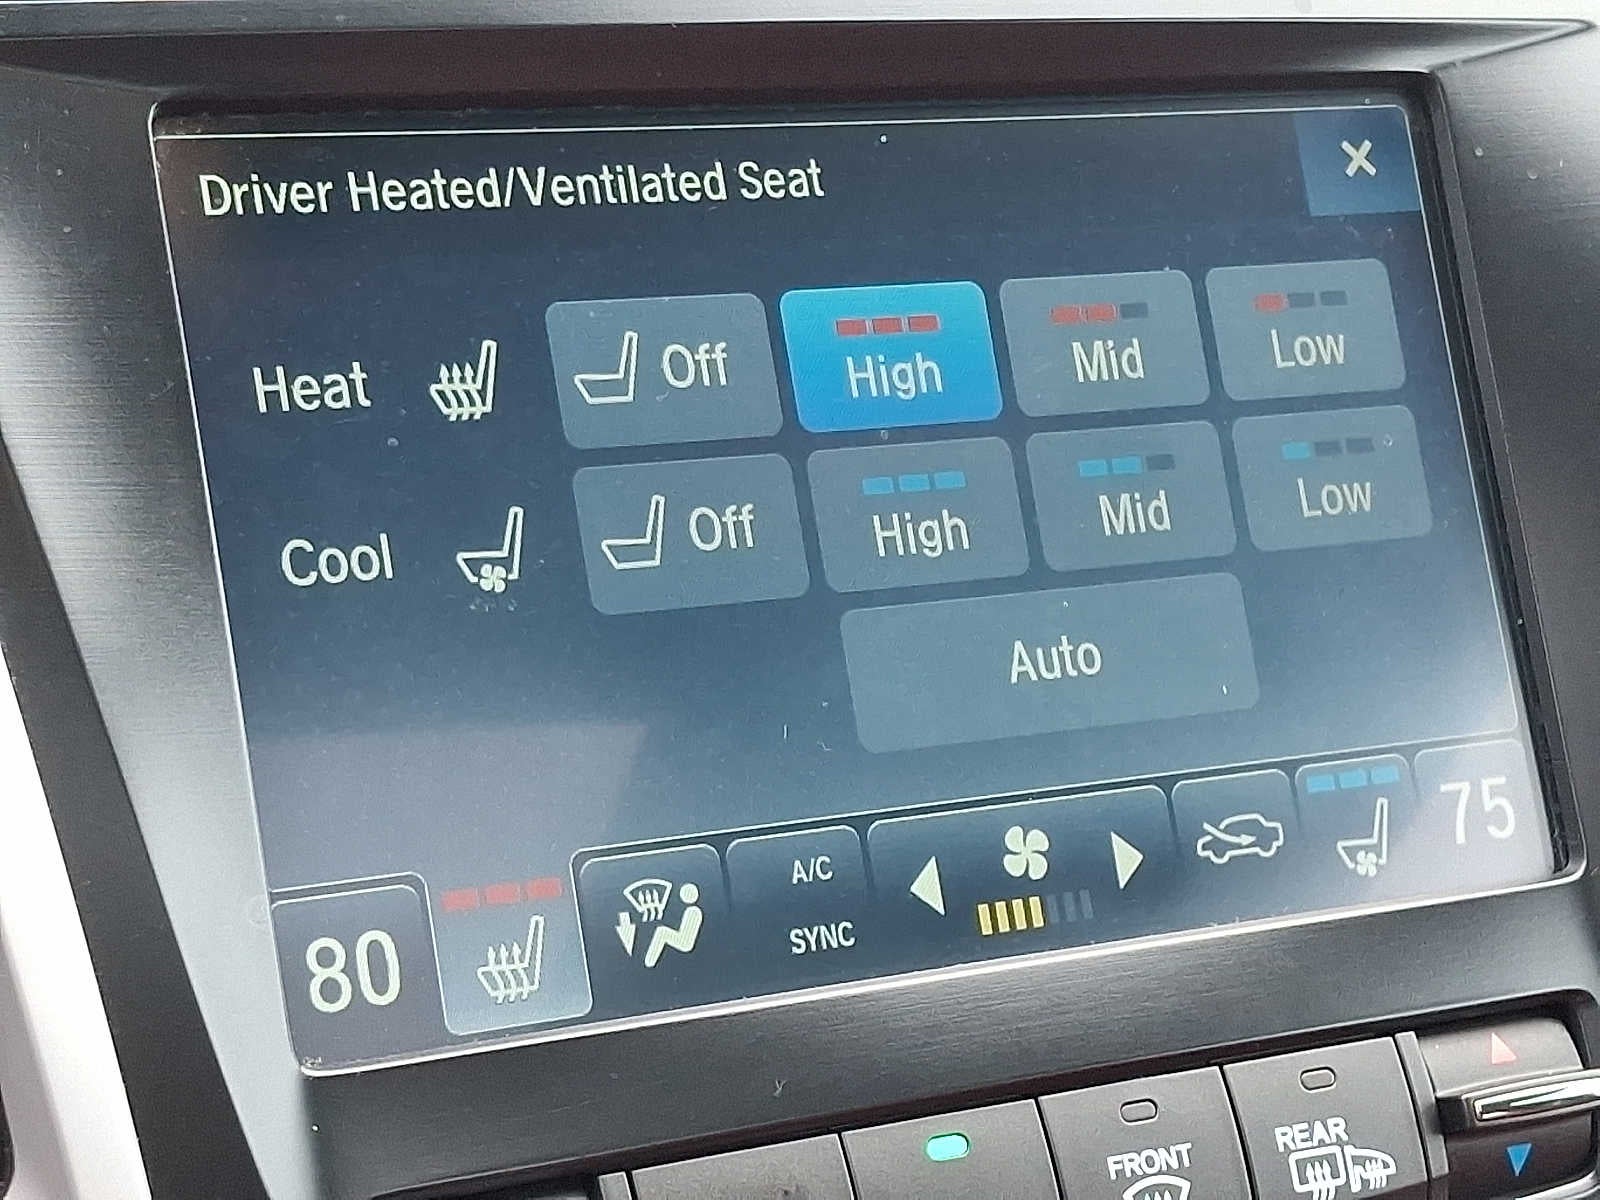 Driver Heated/Ventilated Seat
×
Heat
Off
High
Mid
Low
Cool
Off
High
Mid
Low
Auto
80
A/C
SYNC
75
FRONT
REAR